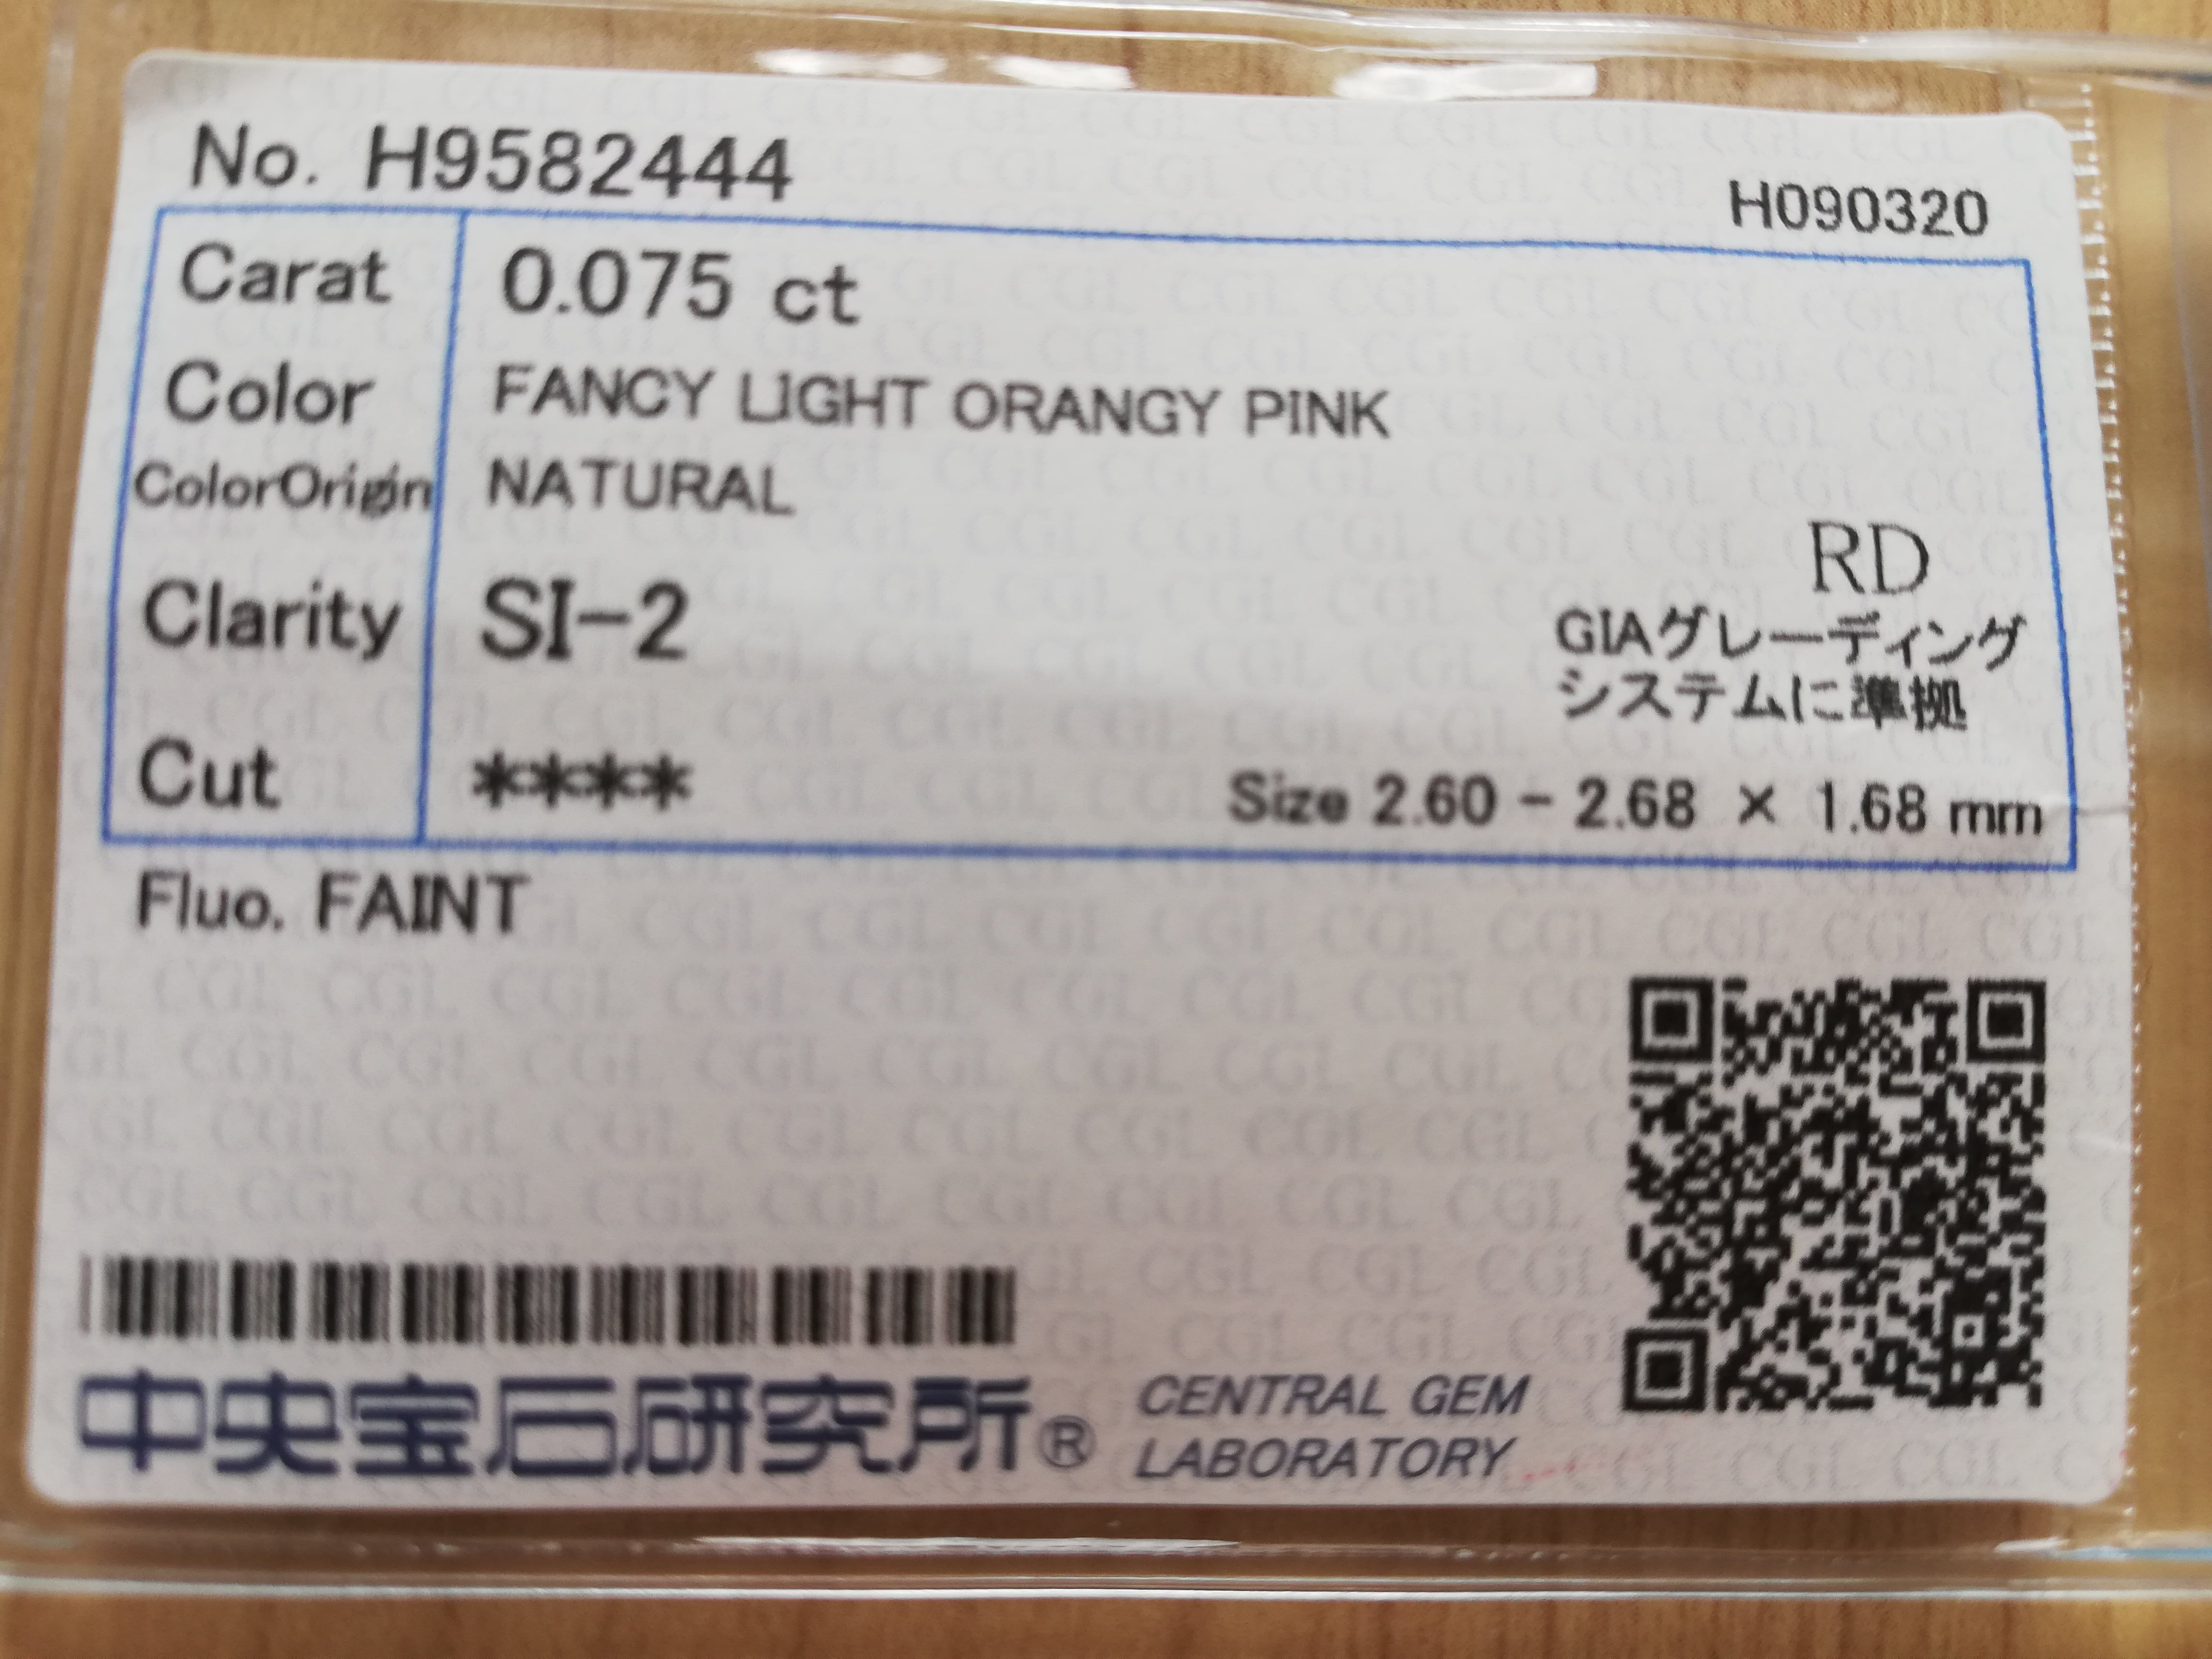 No. H9582444
H090320
Carat 0.075 ct
Color FANCY LIGHT ORANGY PINK
ColorOrigin NATURAL
RD
Clarity SI-2
GIAグレーディング
システムに準拠
Cut ****
Size 2.60 - 2.68 × 1.68 mm
Fluo. FAINT
中央宝石研究所®
CENTRAL GEM
LABORATORY